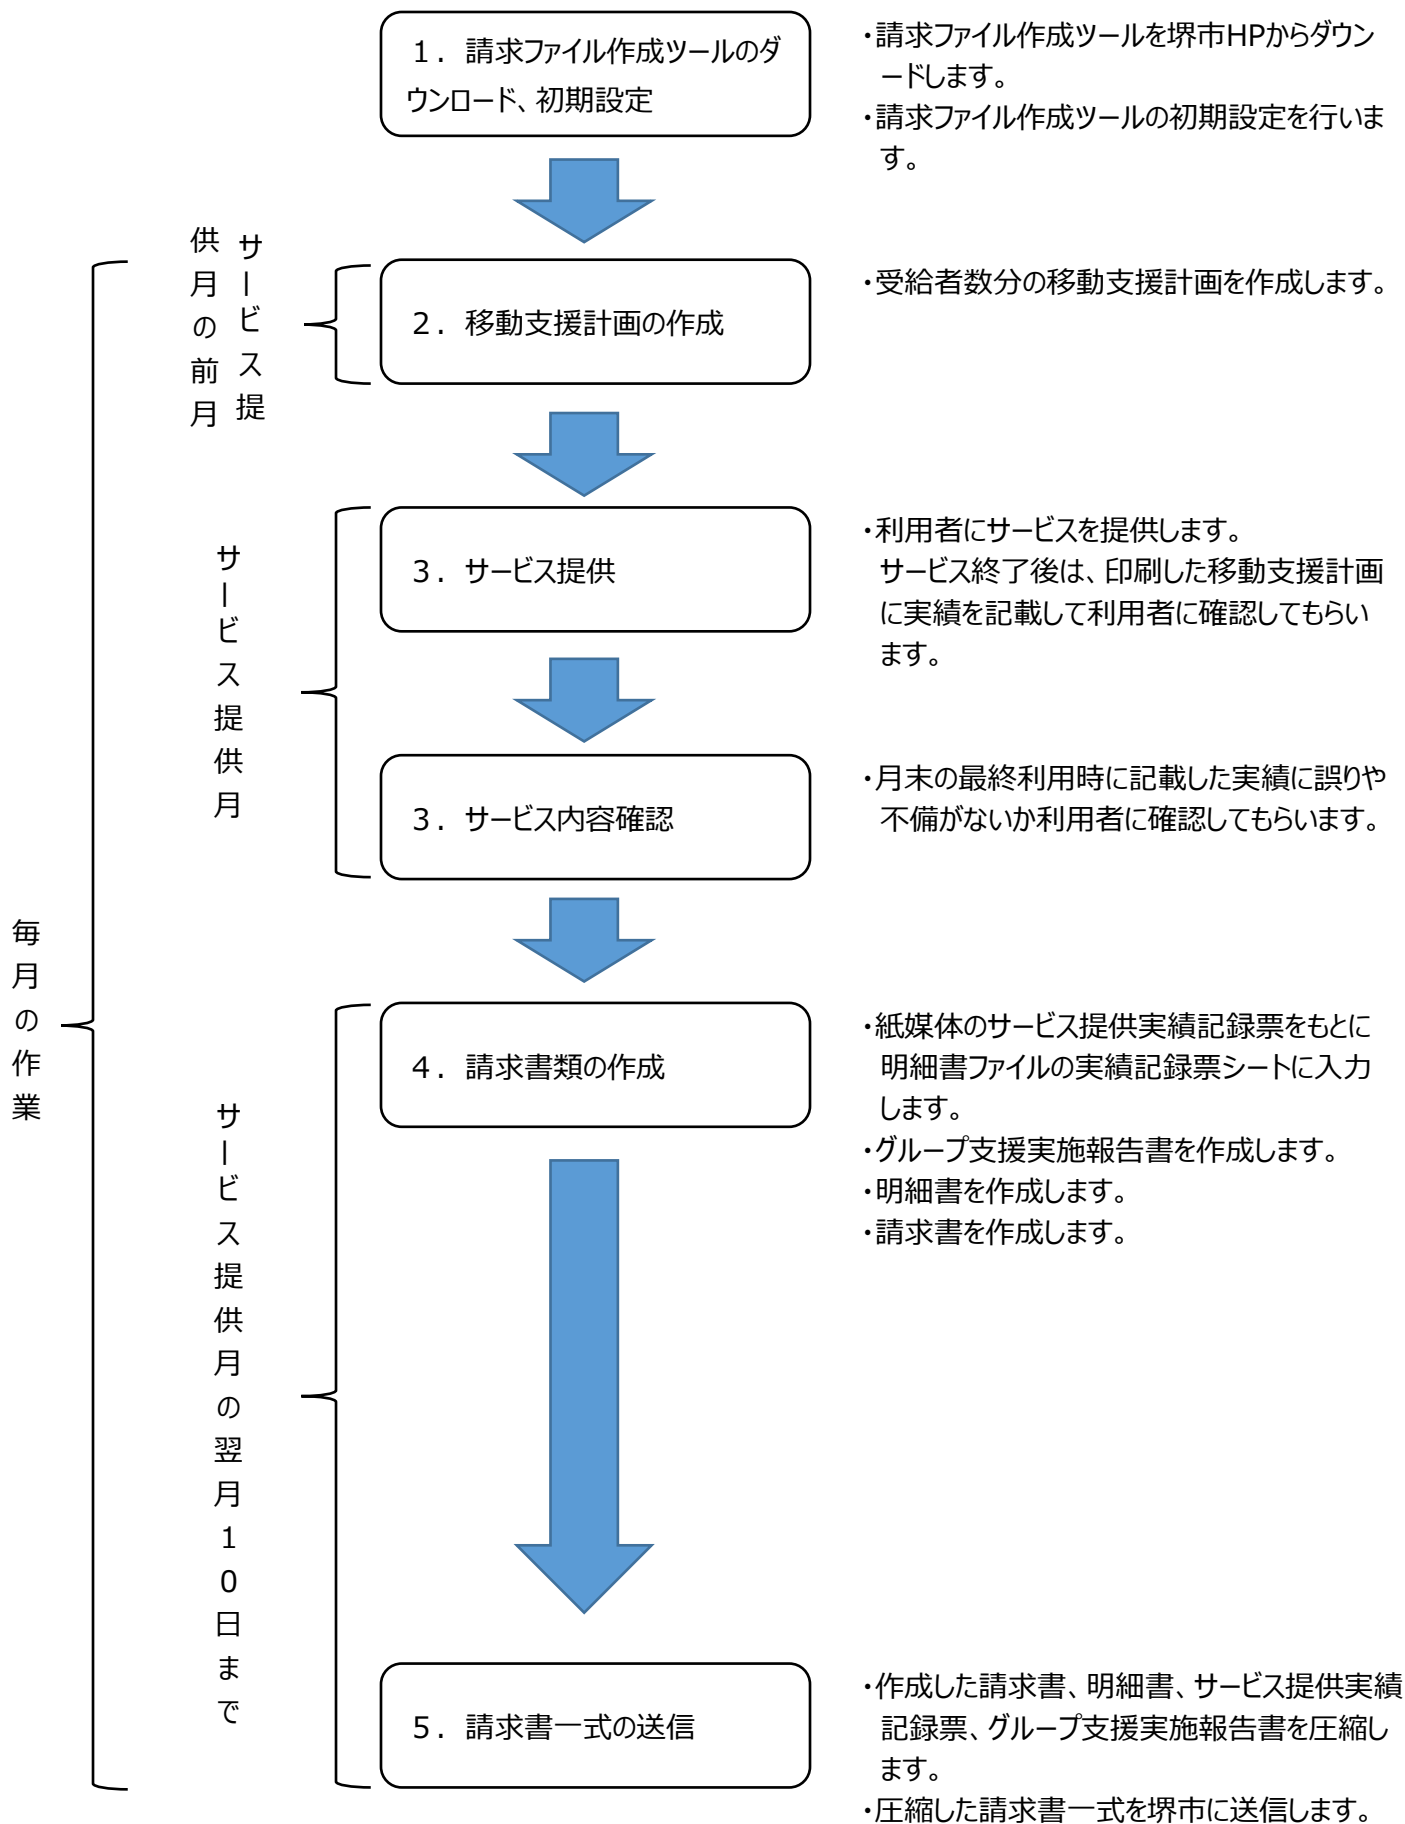 １．請求ファイル作成ツールのダ
ウンロード、初期設定
・請求ファイル作成ツールを堺市HPからダウン
ードします。
・請求ファイル作成ツールの初期設定を行いま
す。
サービス提
供月の前月
２．移動支援計画の作成
・受給者数分の移動支援計画を作成します。
サービス提供月
３．サービス提供
・利用者にサービスを提供します。
サービス終了後は、印刷した移動支援計画
に実績を記載して利用者に確認してもらい
ます。
３．サービス内容確認
・月末の最終利用時に記載した実績に誤りや
不備がないか利用者に確認してもらいます。
毎月の作業
サービス提供月の翌月１０日まで
４．請求書類の作成
・紙媒体のサービス提供実績記録票をもとに
明細書ファイルの実績記録票シートに入力
します。
・グループ支援実施報告書を作成します。
・明細書を作成します。
・請求書を作成します。
５．請求書一式の送信
・作成した請求書、明細書、サービス提供実績
記録票、グループ支援実施報告書を圧縮し
ます。
・圧縮した請求書一式を堺市に送信します。